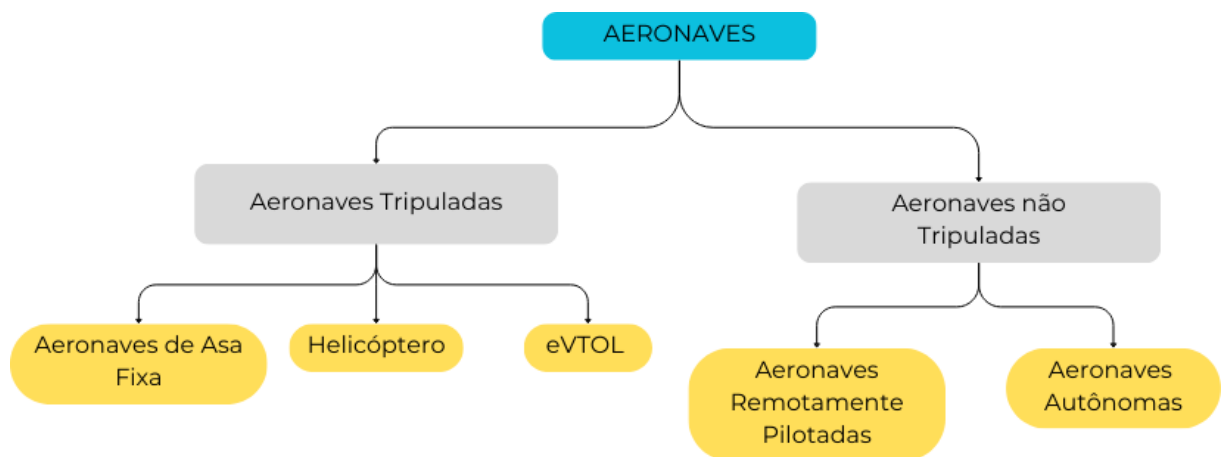 AERONAVES
Aeronaves Tripuladas
Aeronaves não
Tripuladas
Aeronaves de Asa
Fixa
Helicóptero
eVTOL
Aeronaves
Remotamente
Pilotadas
Aeronaves
Autônomas